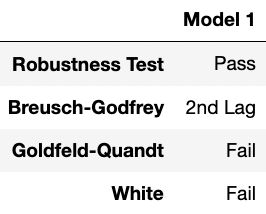 Model 1
Robustness Test Pass
Breusch-Godfrey 2nd Lag
Goldfeld-Quandt Fail
White Fail